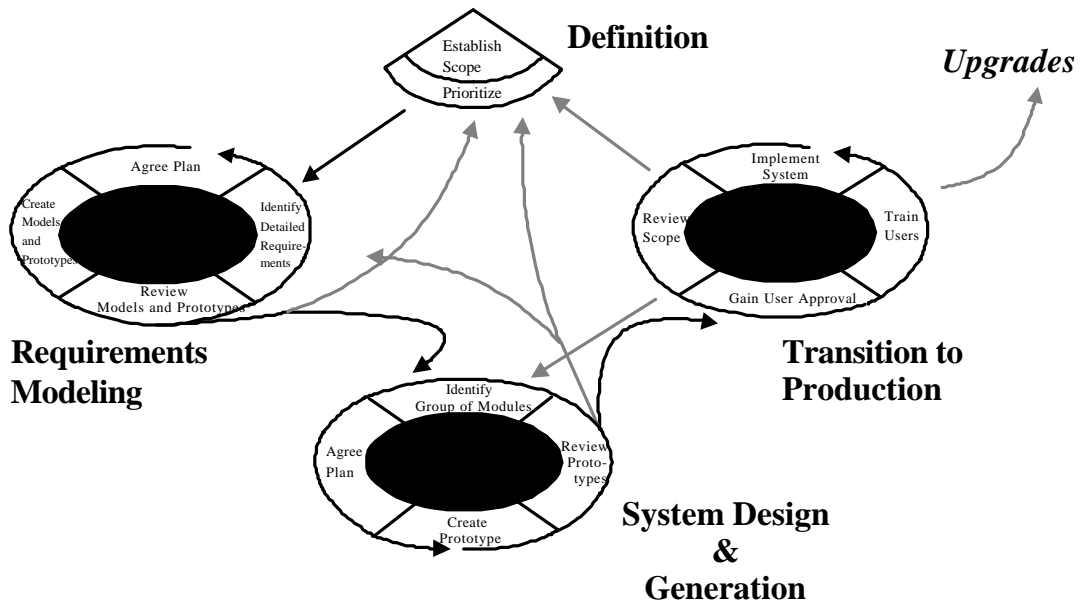 Definition
Establish
Scope
Prioritize
Upgrades
Agree Plan
Create
Models
and
Prototypes
Identify
Detailed
Require-
ments
Review
Models and Prototypes
Requirements
Modeling
Implement
System
Review
Scope
Train
Users
Gain User Approval
Transition to
Production
Identify
Group of Modules
Agree
Plan
Review
Proto-
types
Create
Prototype
System Design
&
Generation